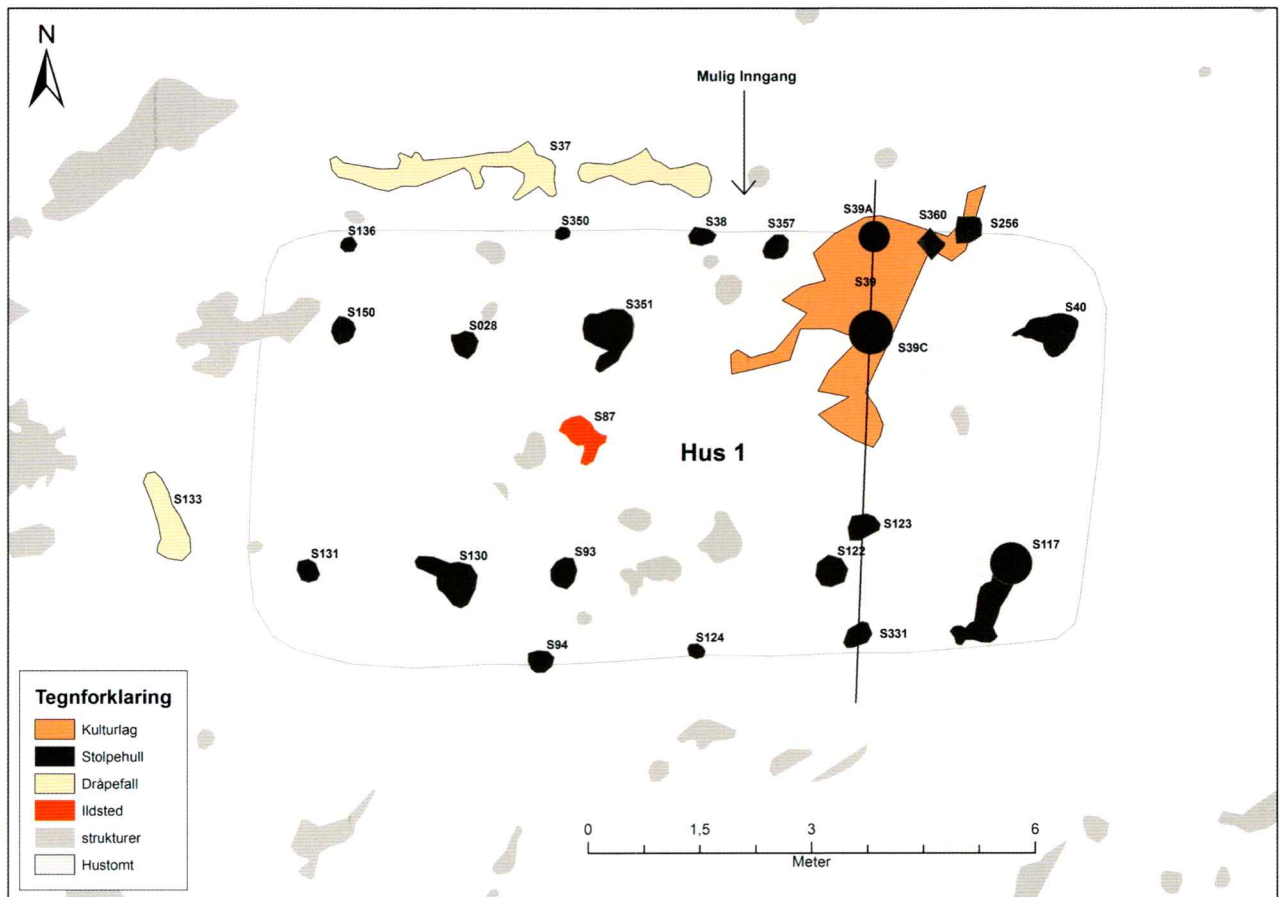 N
Mulig Inngang
S37
S39A
S360
S136
S350
S38
S357
S256
S39
S150
S028
S351
S40
S39C
S87
Hus 1
S133
S123
S131
S130
S93
S122
S117
S94
S124
S331
Tegnforklaring
Kulturlag
Stolpehull
Dråpefall
Ildsted
strukturer
Hustomt
0 1,5 3 6
Meter